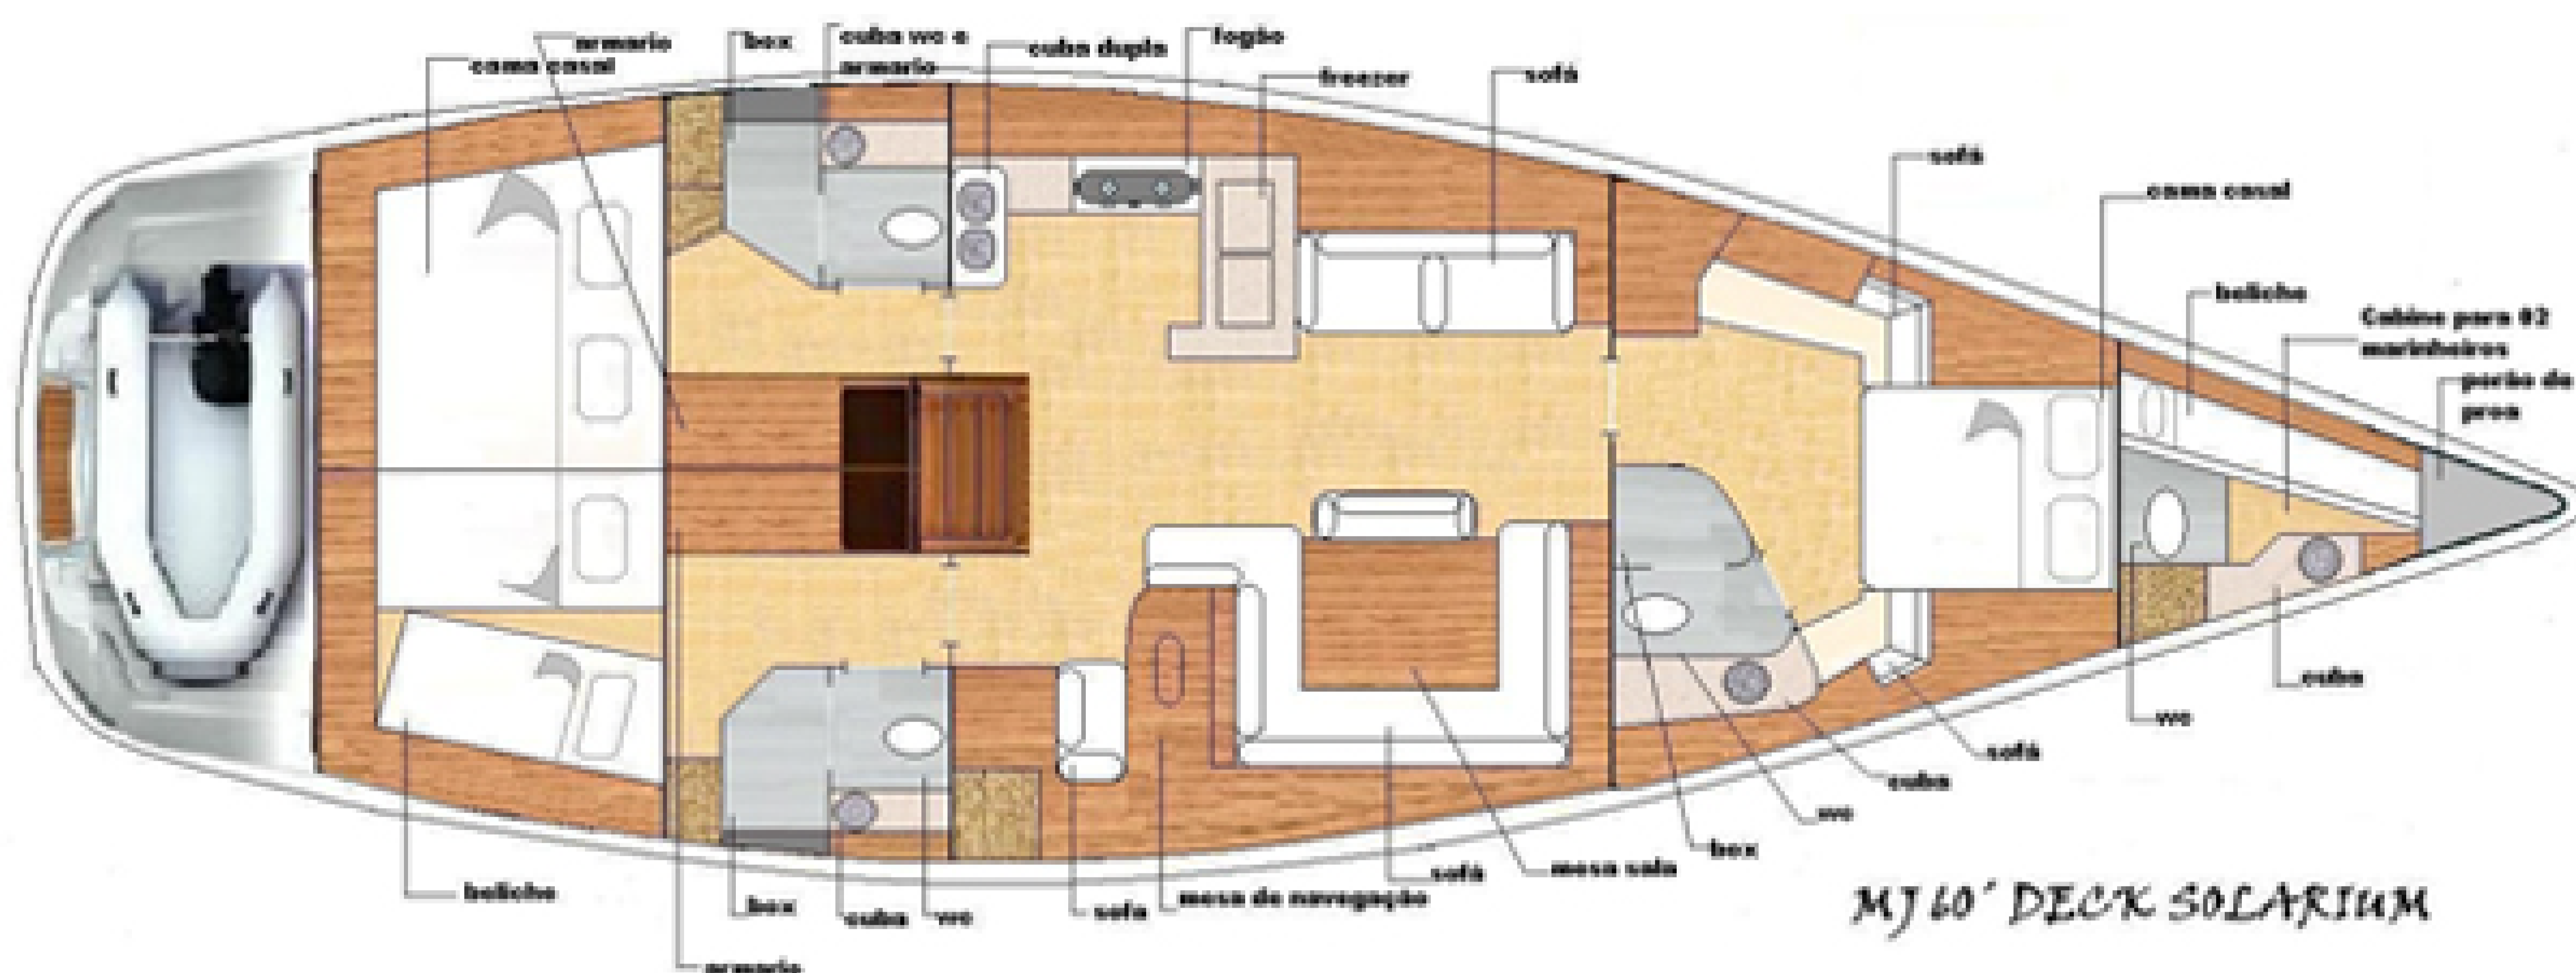 armario
cama casal
box
cuba wc e
armario
cuba dupla
fogão
freezer
sofá
sofá
cama casal
beliche
Cabine para 02
marinheiros
porão de
proa
cuba
wc
sofá
cuba
wc
box
mesa sala
sofá
mesa de navegação
sofa
wc
cuba
box
beliche
armario
MJ 60´ DECK SOLARIUM